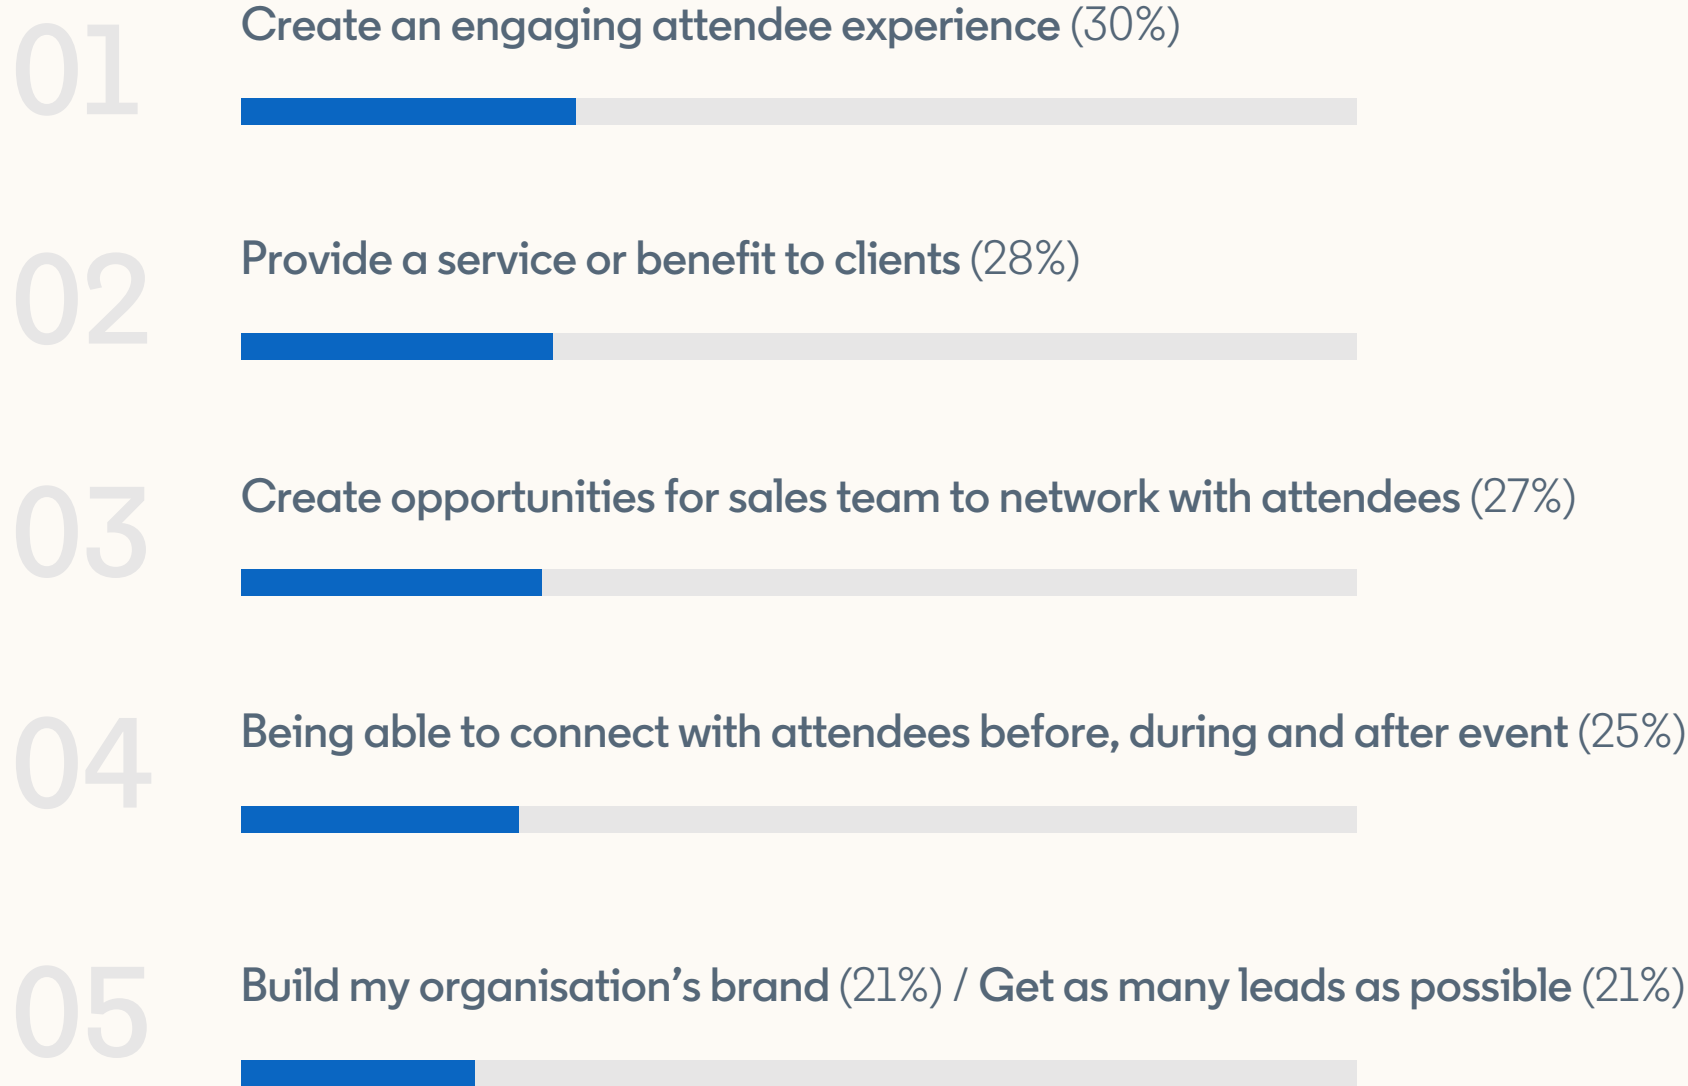 01
Create an engaging attendee experience (30%)
02
Provide a service or benefit to clients (28%)
03
Create opportunities for sales team to network with attendees (27%)
04
Being able to connect with attendees before, during and after event (25%)
05
Build my organisation’s brand (21%) / Get as many leads as possible (21%)